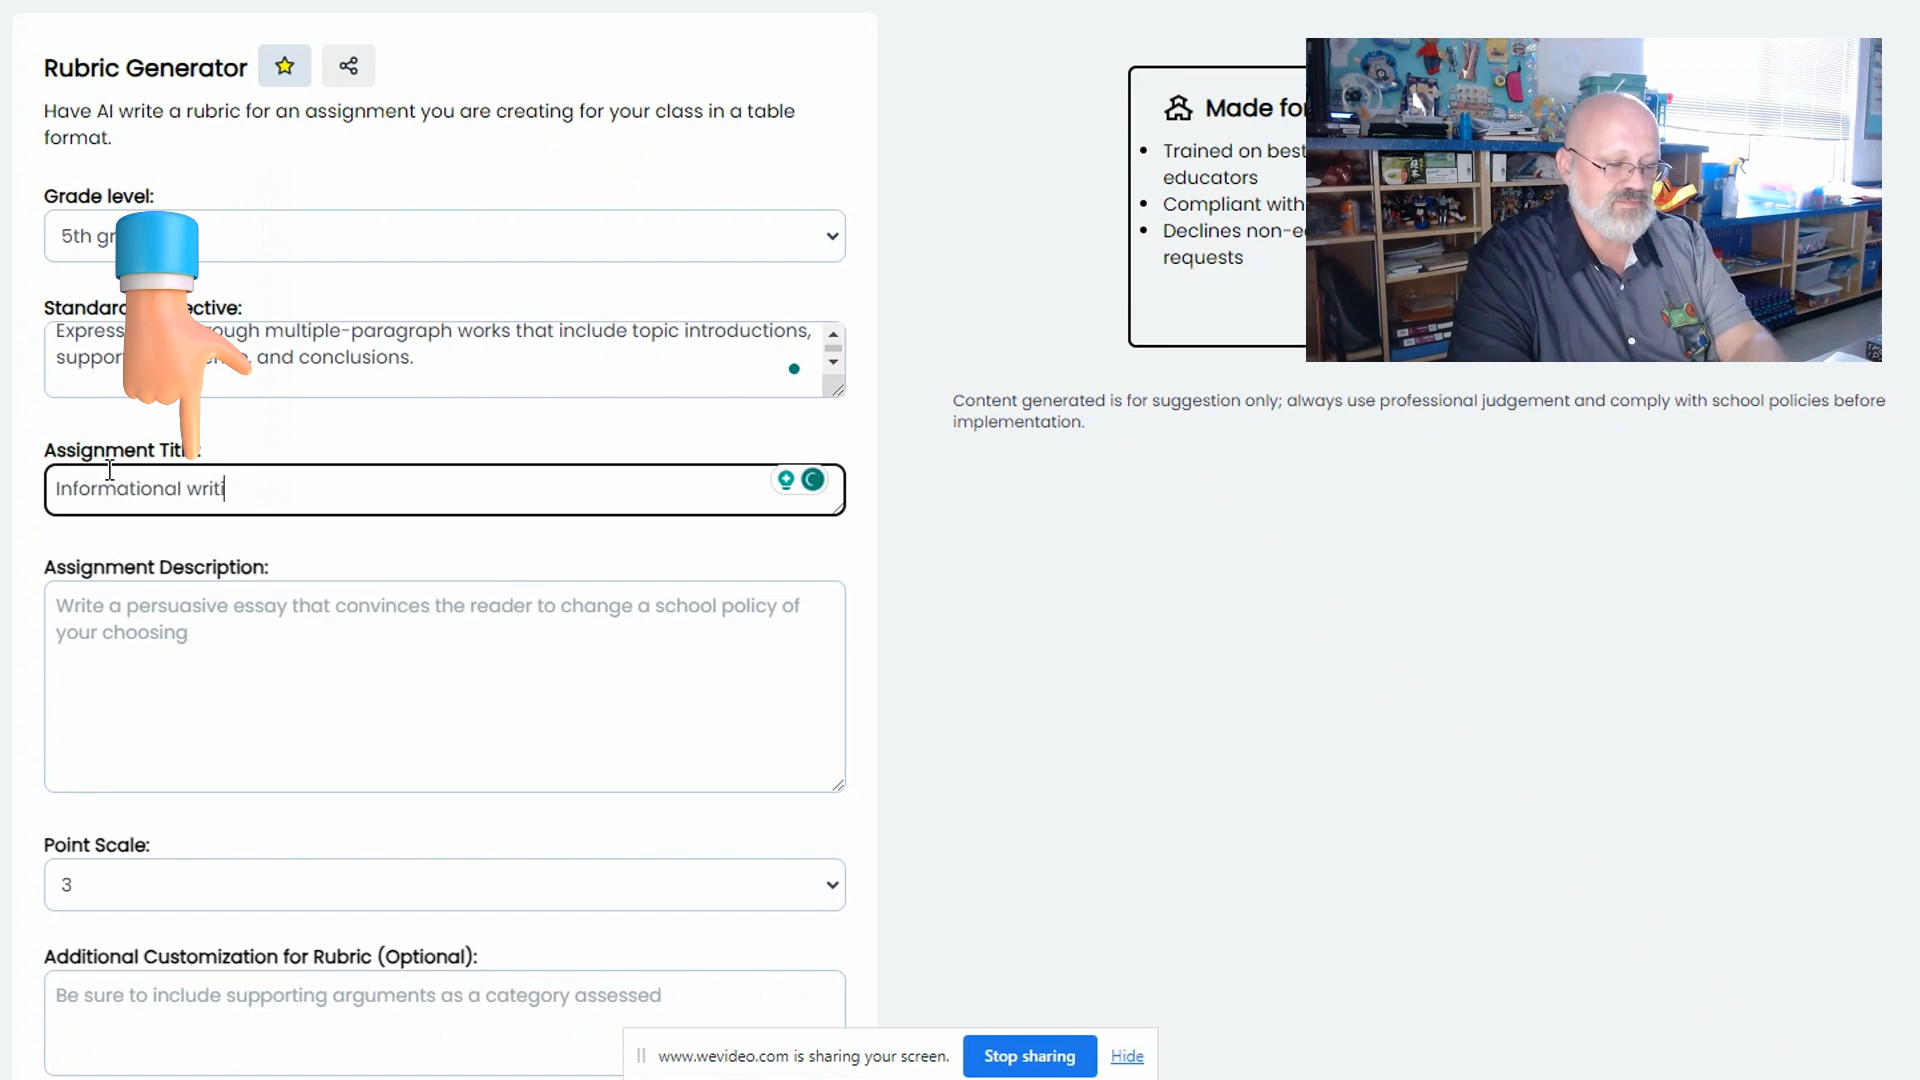 Rubric Generator
Have AI write a rubric for an assignment you are creating for your class in a table
format.
Grade level:
5th gr
Standard ective:
Express ough multiple-paragraph works that include topic introductions,
suppor and conclusions.
Assignment Title:
Informational writi
Assignment Description:
Write a persuasive essay that convinces the reader to change a school policy of
your choosing
Point Scale:
3
Additional Customization for Rubric (Optional):
Be sure to include supporting arguments as a category assessed
Made for
Trained on best
educators
Compliant with
Declines non-e
requests
Content generated is for suggestion only; always use professional judgement and comply with school policies before
implementation.
www.wevideo.com is sharing your screen.
Stop sharing
Hide